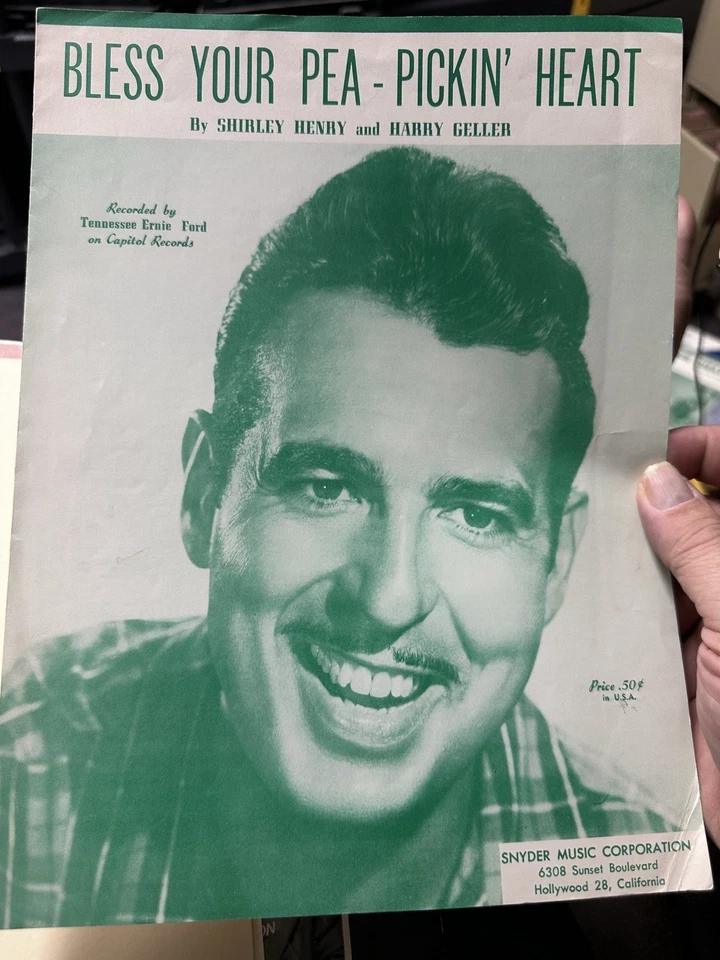 BLESS YOUR PEA - PICKIN' HEART
By SHIRLEY HENRY and HARRY GELLER
Recorded by
Tennessee Ernie Ford
on Capitol Records
Price .50¢
in U.S.A.
SNYDER MUSIC CORPORATION
6308 Sunset Boulevard
Hollywood 28, California